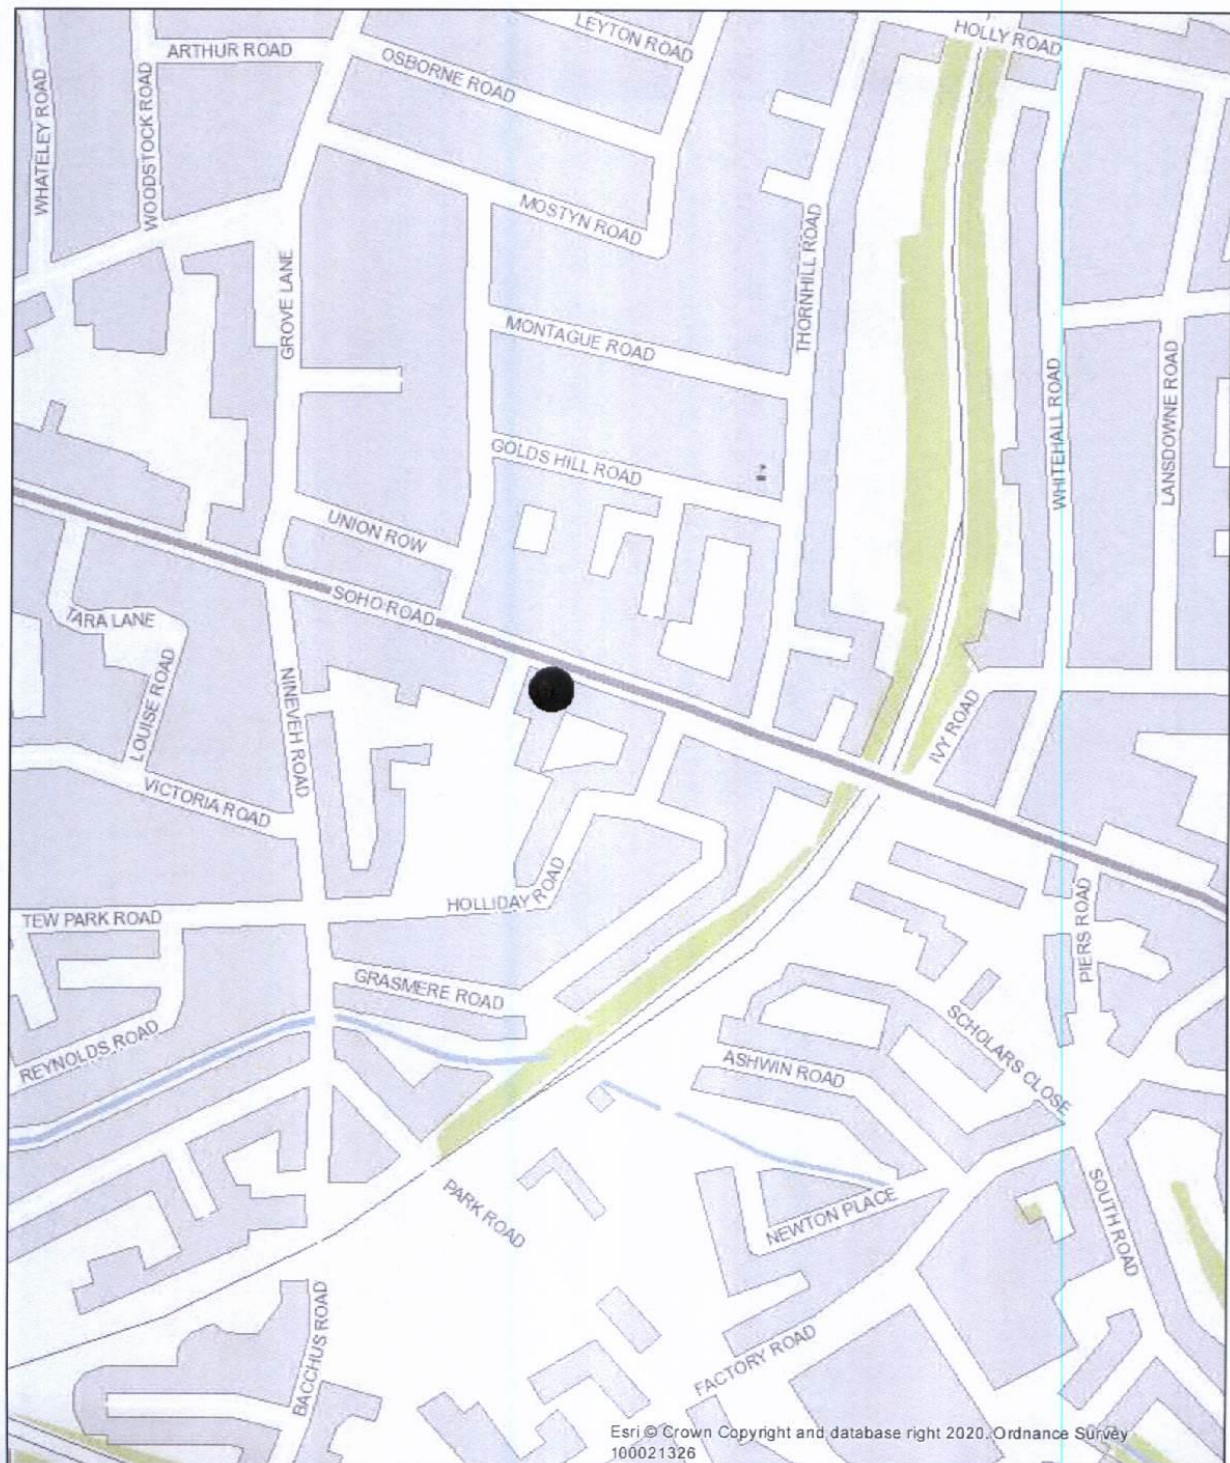 LEYTON ROAD
HOLLY ROAD
ARTHUR ROAD
OSBORNE ROAD
WHATELEY ROAD
WOODSTOCK ROAD
MOSTYN ROAD
THORNHILL ROAD
GROVE LANE
MONTAGUE ROAD
WHITEHALL ROAD
LANSDOWNE ROAD
GOLDS HILL ROAD
UNION ROW
SOHO ROAD
TARA LANE
LOUISE ROAD
NINEVEH ROAD
IVY ROAD
VICTORIA ROAD
HOLLIDAY ROAD
TEW PARK ROAD
PIERS ROAD
GRASMERE ROAD
REYNOLDS ROAD
SCHOLARS CLOSE
ASHWIN ROAD
PARK ROAD
NEWTON PLACE
SOUTH ROAD
BACCHUS ROAD
FACTORY ROAD
Esri © Crown Copyright and database right 2020. Ordnance Survey
100021326